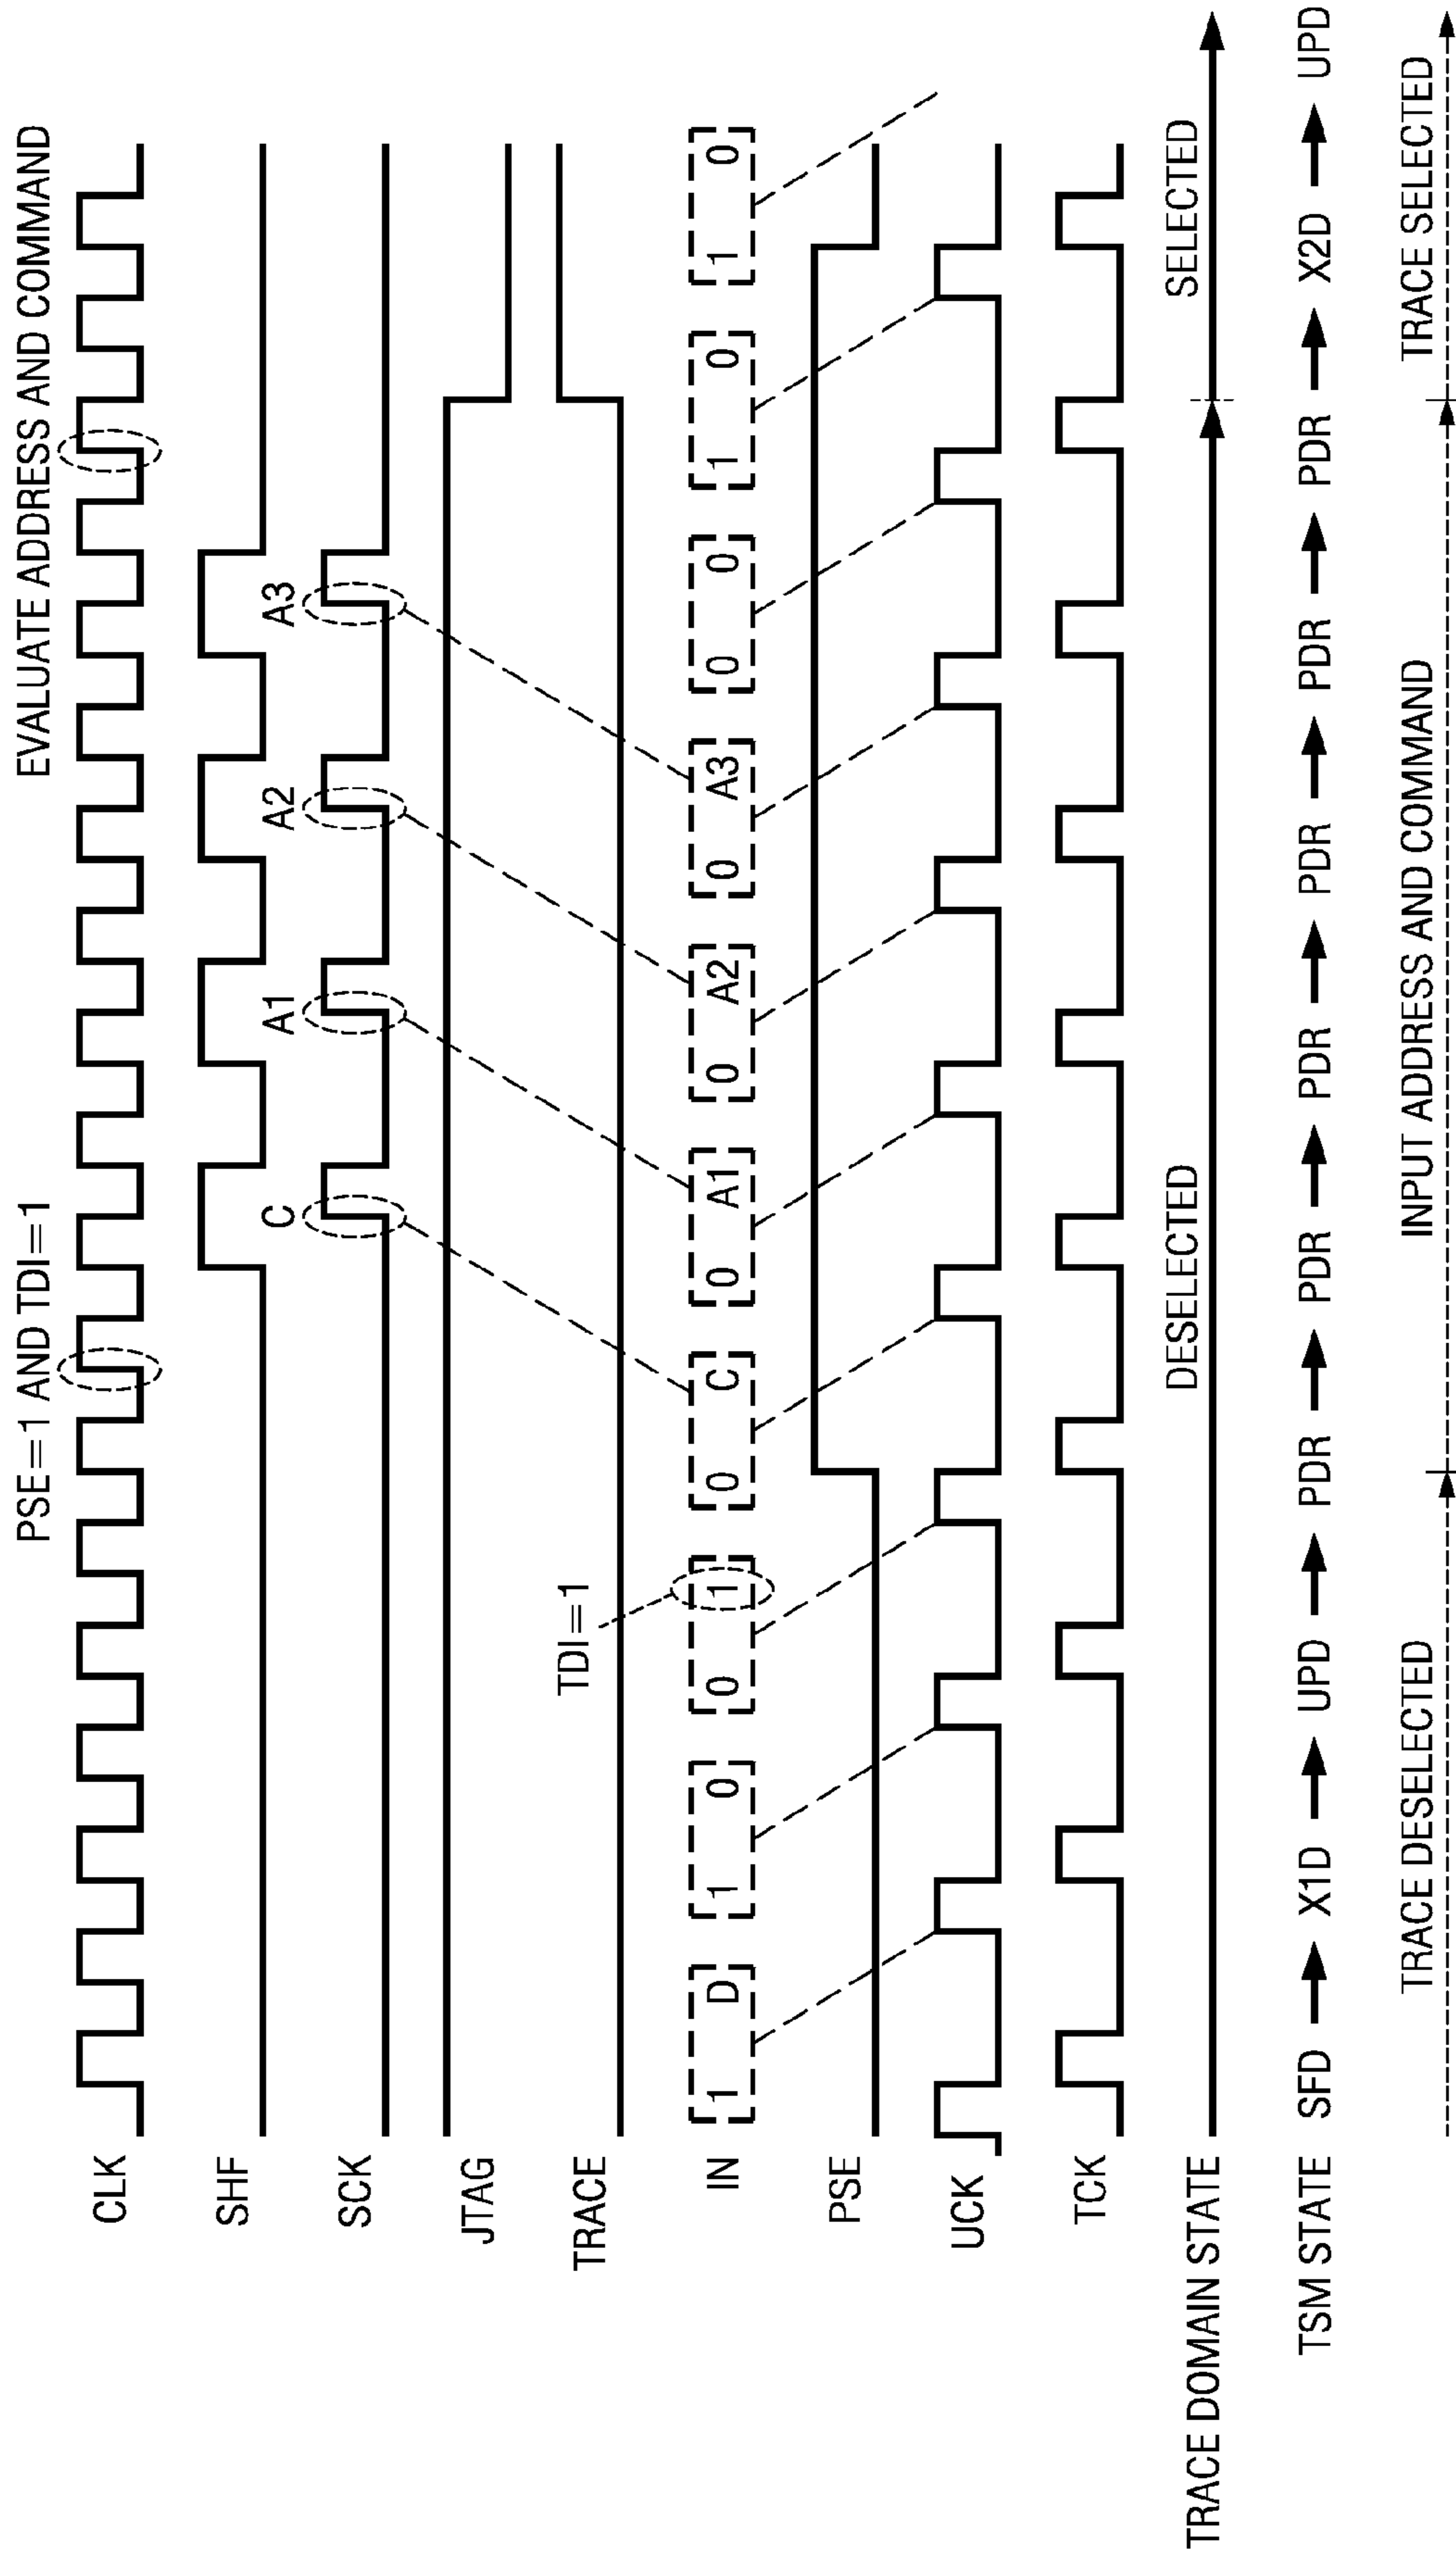 PSE=1 AND TDI=1 EVALUATE ADDRESS AND COMMAND
CLK
SHF
C A1 A2 A3
SCK
JTAG
TDI=1
TRACE
IN 1 D 1 0 0 1 0 C 0 A1 0 A2 0 A3 0 0 1 0 1 0
PSE
UCK
TCK
DESELECTED SELECTED
TRACE DOMAIN STATE
TSM STATE SFD X1D UPD PDR PDR PDR PDR PDR PDR X2D UPD
TRACE DESELECTED INPUT ADDRESS AND COMMAND TRACE SELECTED